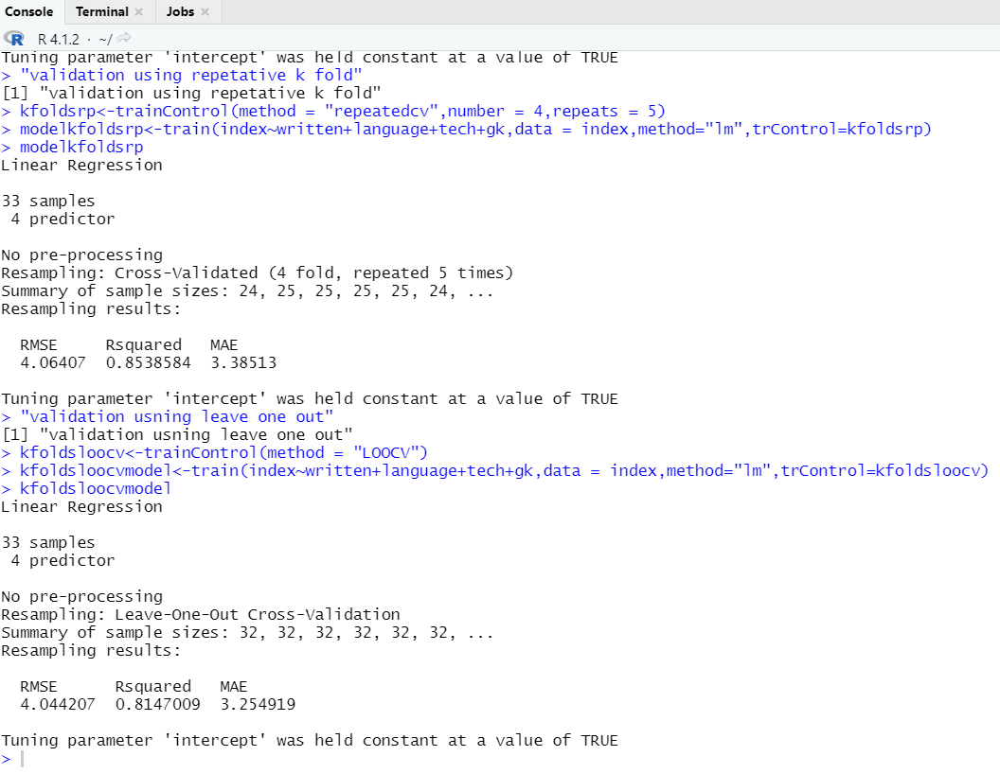 Console Terminal Jobs
R R 4.1.2 · ~/
Tuning parameter 'intercept' was held constant at a value of TRUE
> "validation using repetative k fold"
[1] "validation using repetative k fold"
> kfoldsrp<-trainControl(method = "repeatedcv",number = 4,repeats = 5)
> modelkfoldsrp<-train(index~written+language+tech+gk,data = index,method="lm",trControl=kfoldsrp)
> modelkfoldsrp
Linear Regression
33 samples
4 predictor
No pre-processing
Resampling: Cross-Validated (4 fold, repeated 5 times)
Summary of sample sizes: 24, 25, 25, 25, 25, 24, ...
Resampling results:
RMSE Rsquared MAE
4.06407 0.8538584 3.38513
Tuning parameter 'intercept' was held constant at a value of TRUE
> "validation usning leave one out"
[1] "validation usning leave one out"
> kfoldsloocv<-trainControl(method = "LOOCV")
> kfoldsloocvmodel<-train(index~written+language+tech+gk,data = index,method="lm",trControl=kfoldsloocv)
> kfoldsloocvmodel
Linear Regression
33 samples
4 predictor
No pre-processing
Resampling: Leave-One-Out Cross-Validation
Summary of sample sizes: 32, 32, 32, 32, 32, 32, ...
Resampling results:
RMSE Rsquared MAE
4.044207 0.8147009 3.254919
Tuning parameter 'intercept' was held constant at a value of TRUE
>